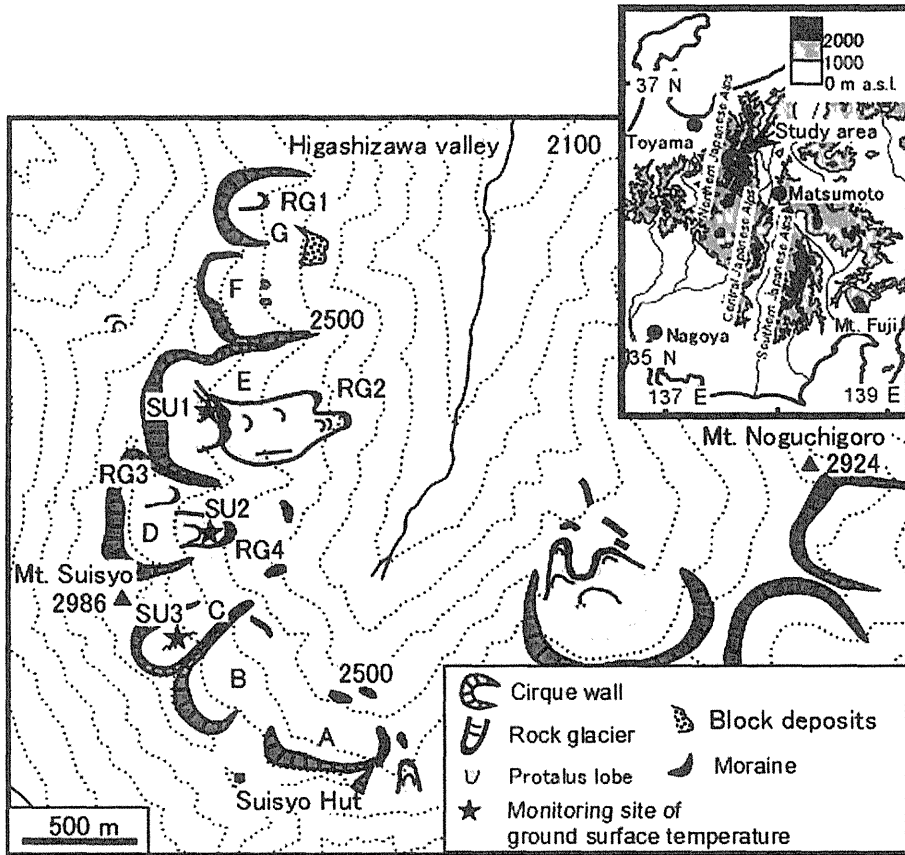 2000
1000
0 m a.s.l.
37 N
Toyama
Northern Japanese Alps
Study area
Matsumoto
Central Japanese Alps
Southern Japanese Alps
Mt. Fuji
Nagoya
35 N
137 E
139 E
Higashizawa valley
2100
RG1
G
F
2500
E
RG2
SU1
RG3
SU2
D
RG4
Mt. Suisyo
2986
SU3
C
B
2500
A
Suisyo Hut
Mt. Noguchigoro
2924
500 m
Cirque wall
Rock glacier
Protalus lobe
Monitoring site of
ground surface temperature
Block deposits
Moraine